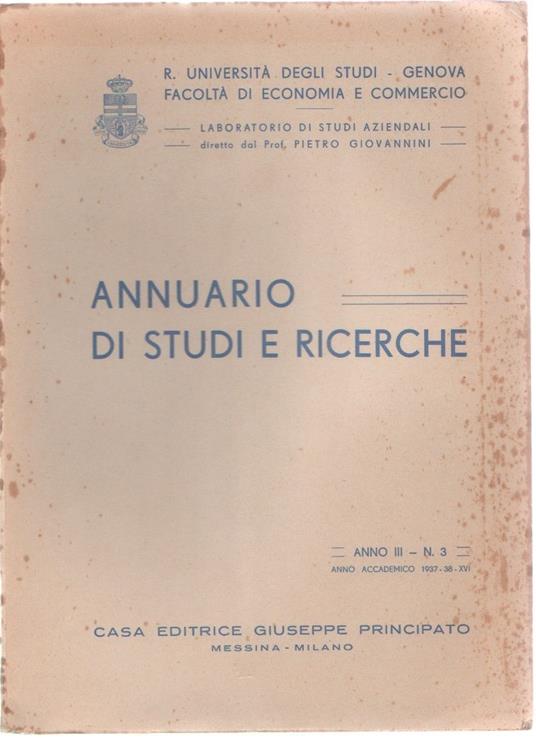 R. UNIVERSITÀ DEGLI STUDI - GENOVA
FACOLTÀ DI ECONOMIA E COMMERCIO
LABORATORIO DI STUDI AZIENDALI
diretto dal Prof. PIETRO GIOVANNINI
ANNUARIO
DI STUDI E RICERCHE
ANNO III - N. 3
ANNO ACCADEMICO 1937-38-XVI
CASA EDITRICE GIUSEPPE PRINCIPATO
MESSINA - MILANO